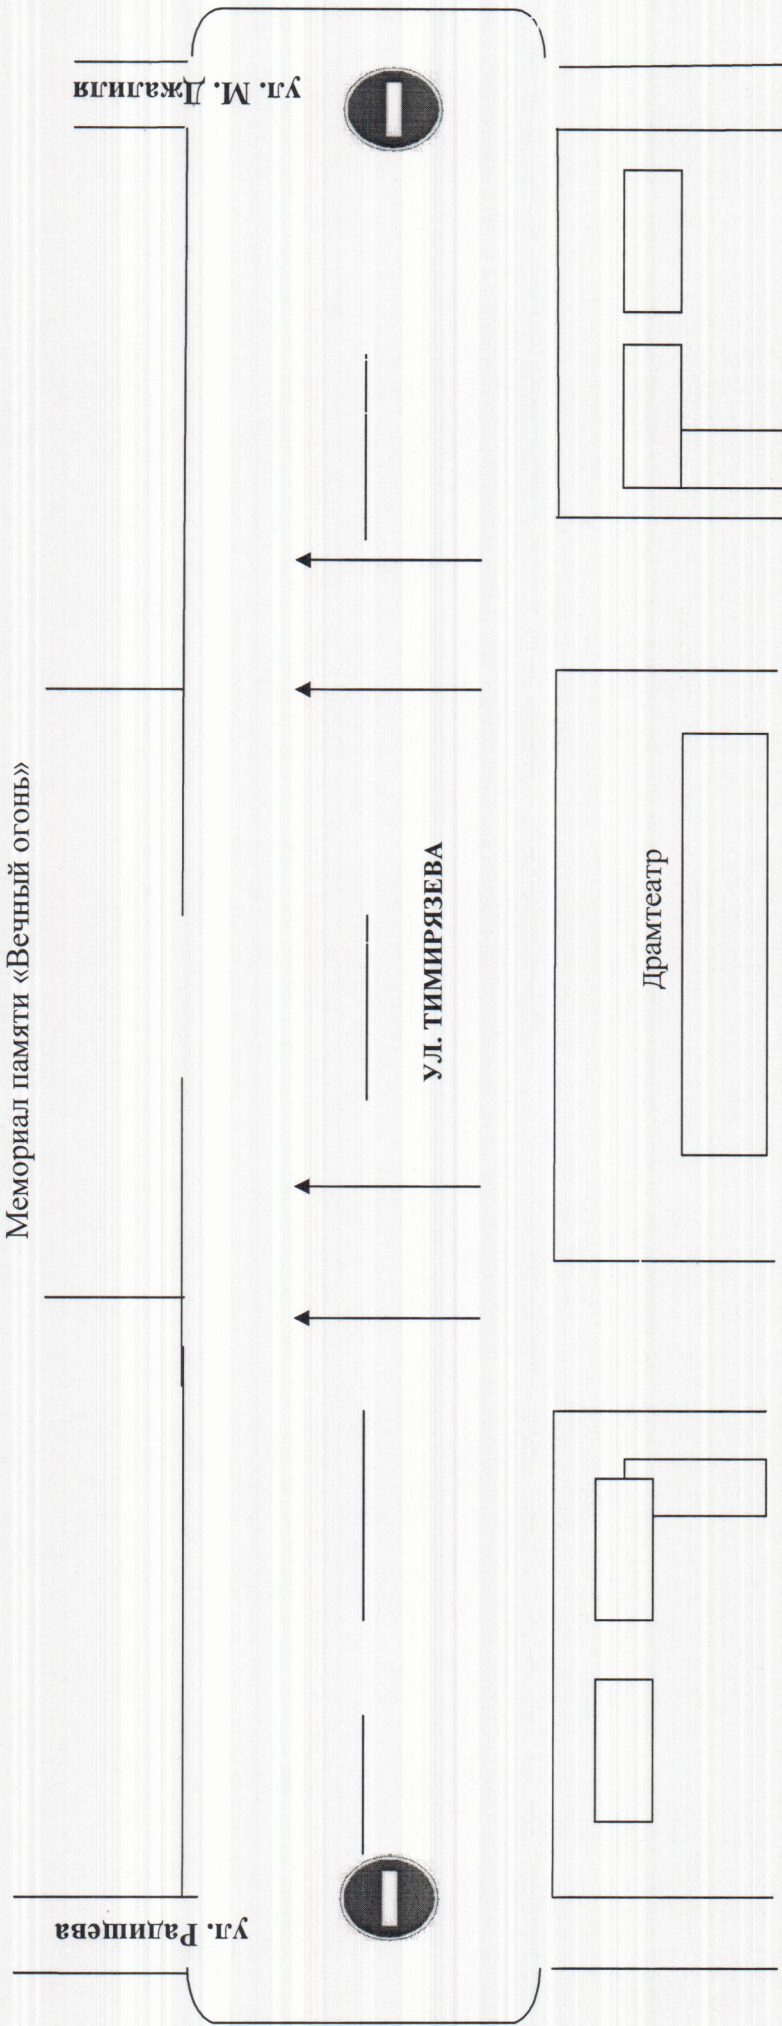 Мемориал памяти «Вечный огонь»
ул. Радищева
ул. М. Джалиля
УЛ. ТИМИРЯЗЕВА
Драмтеатр